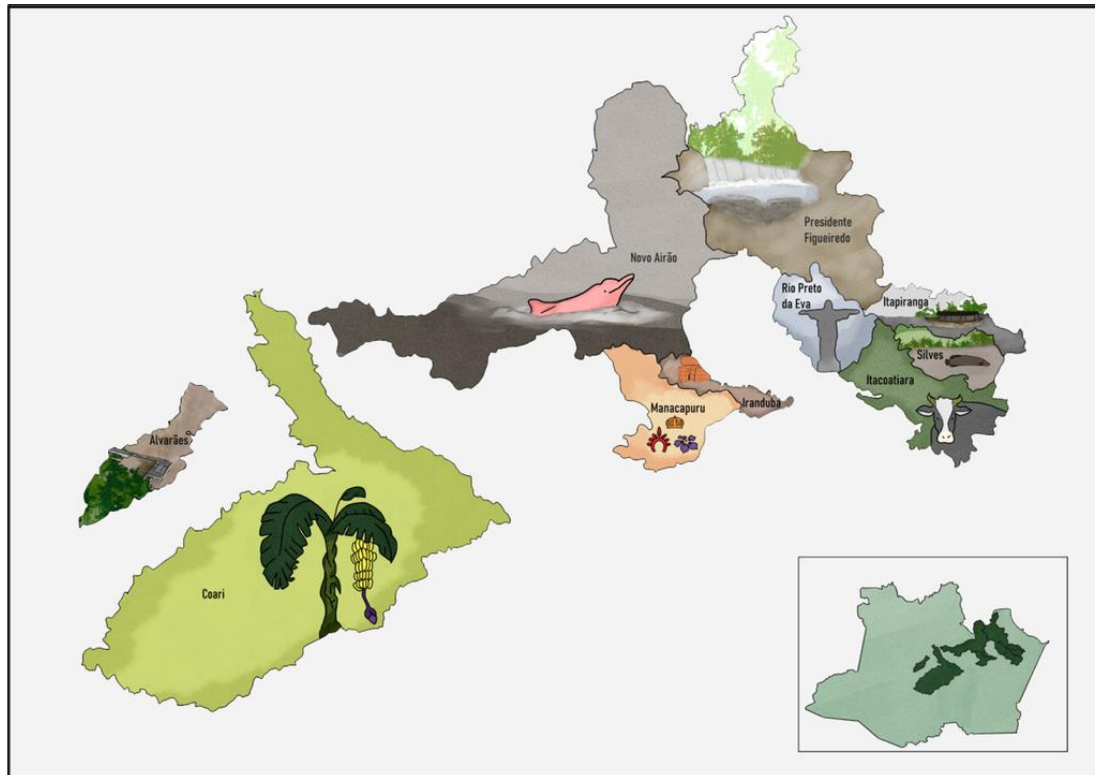 Presidente
Figueiredo
Novo Airão
Rio Preto
da Eva
Itapiranga
Silves
Itacoatiara
Manacapuru
Iranduba
Alvarães
Coari